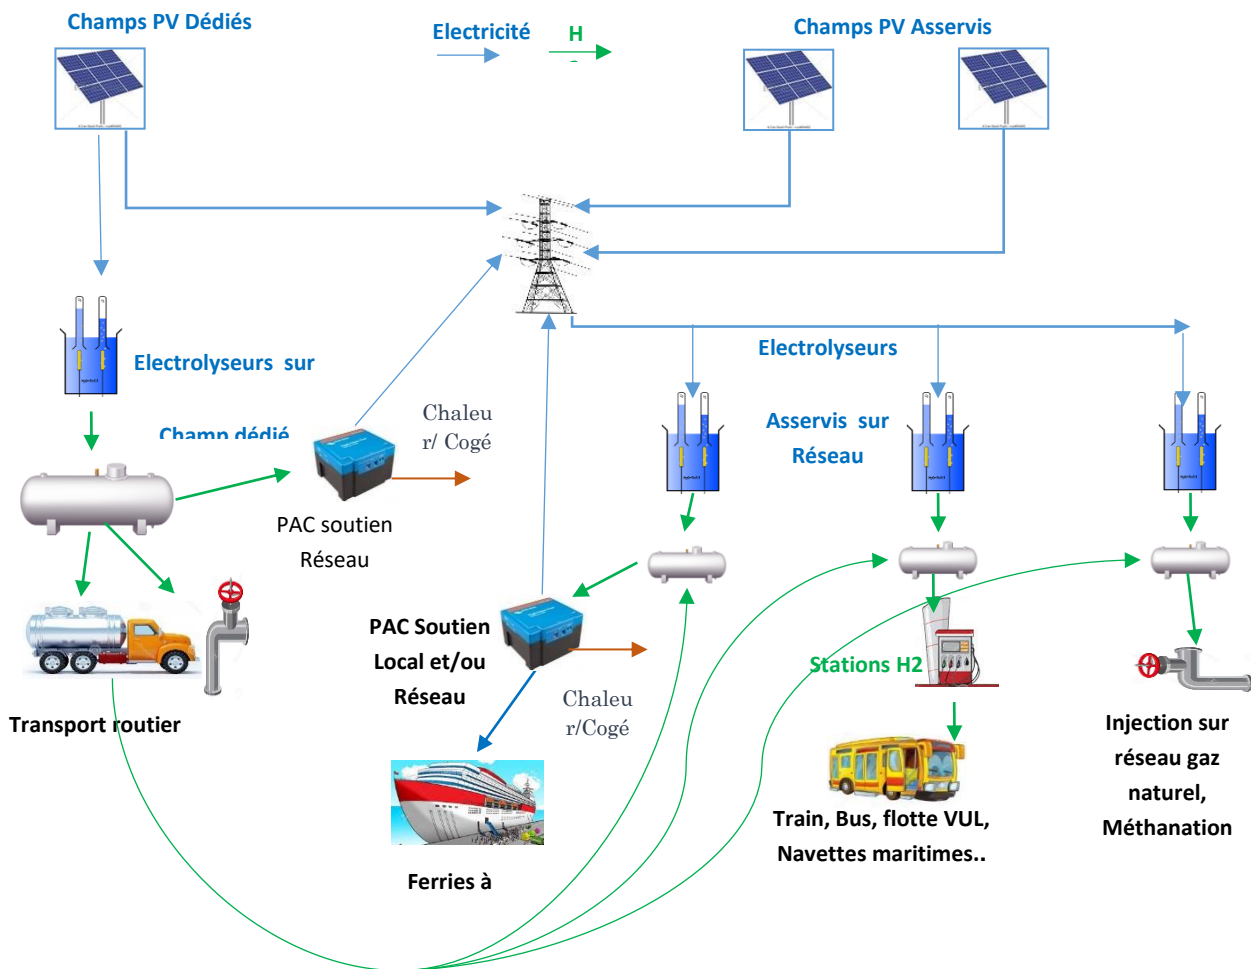 Champs PV Dédiés
Electricité
H
Champs PV Asservis
Electrolyseurs sur
Champ dédié
Chaleu
r/ Cogé
PAC soutien
Réseau
Electrolyseurs
Asservis sur
Réseau
PAC Soutien
Local et/ou
Réseau
Chaleu
r/Cogé
Stations H2
Transport routier
Ferries à
Train, Bus, flotte VUL,
Navettes maritimes..
Injection sur
réseau gaz
naturel,
Méthanation